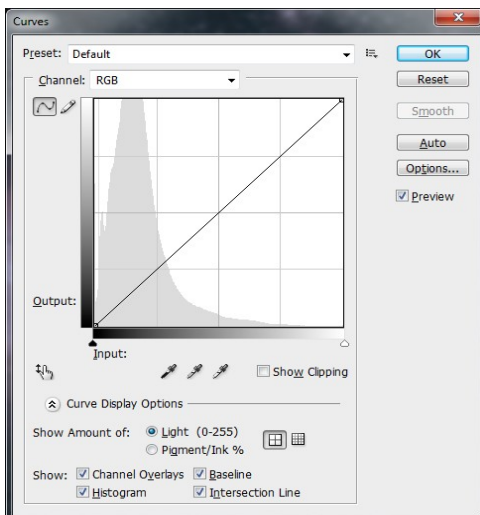 Curves
Preset: Default
OK
Channel: RGB
Reset
Smooth
Auto
Options...
Preview
Output:
Input:
Show Clipping
Curve Display Options
Show Amount of: Light (0-255)
Pigment/Ink %
Show: Channel Overlays Baseline
Histogram Intersection Line